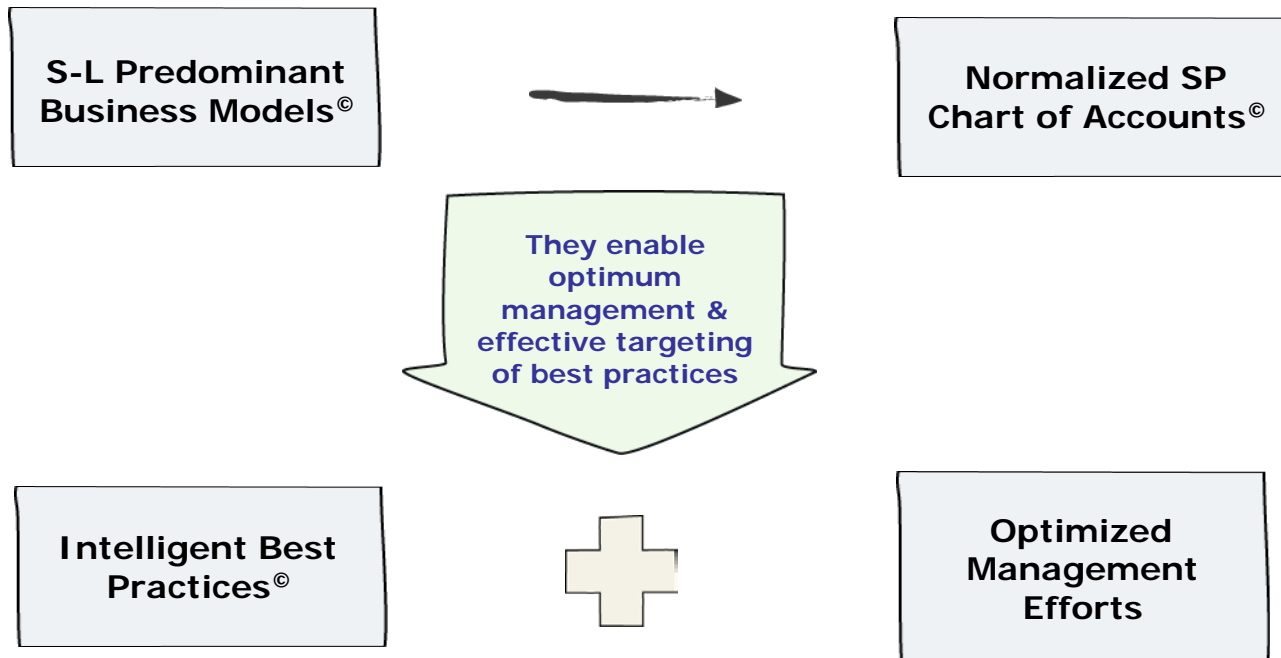 S-L Predominant
Business Models©
Normalized SP
Chart of Accounts©
They enable
optimum
management &
effective targeting
of best practices
Intelligent Best
Practices©
Optimized
Management
Efforts